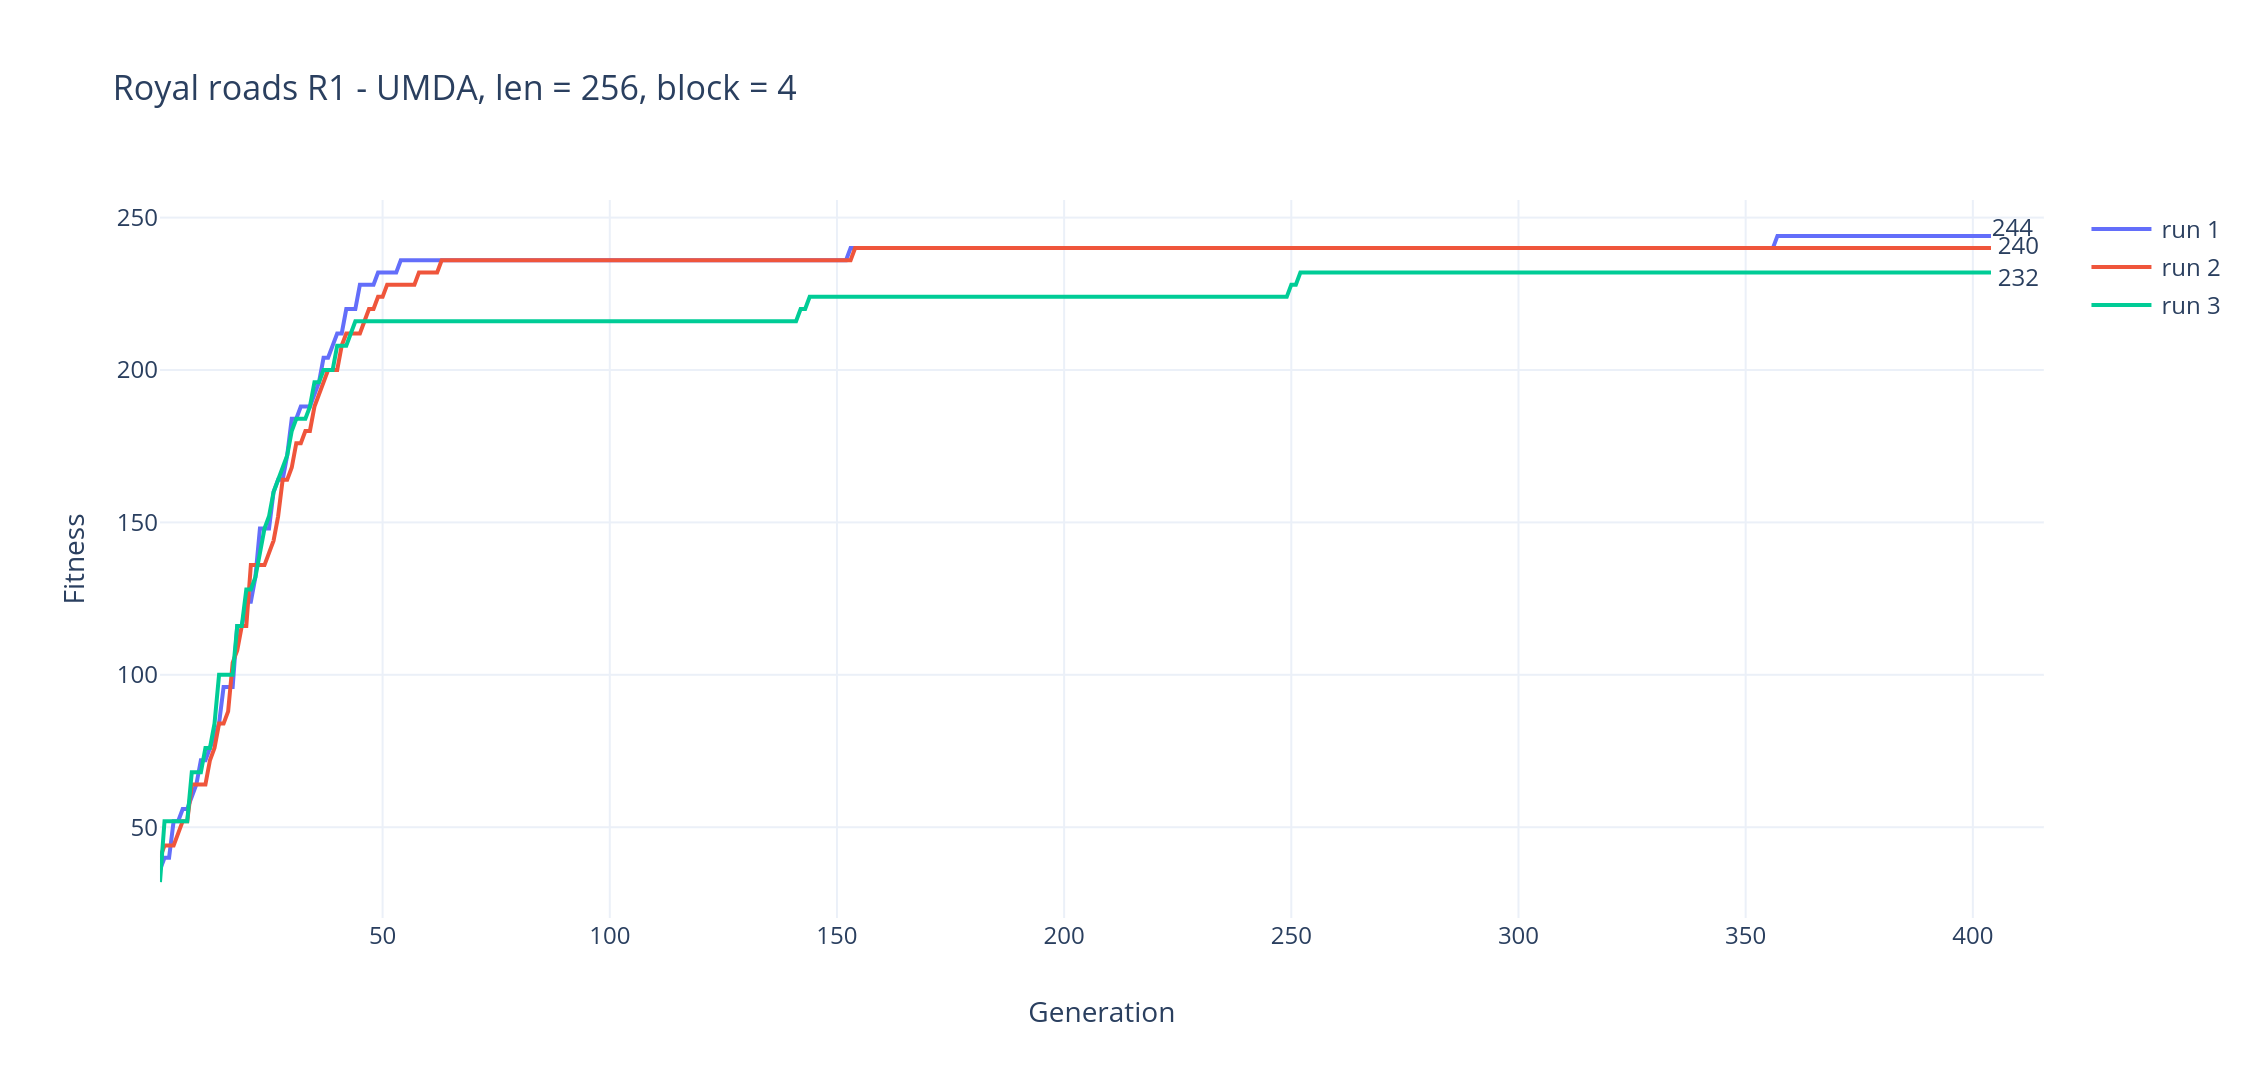 Royal roads R1 - UMDA, len = 256, block = 4
250
200
150
100
50
Fitness
244
240
232
run 1
run 2
run 3
50
100
150
200
250
300
350
400
Generation